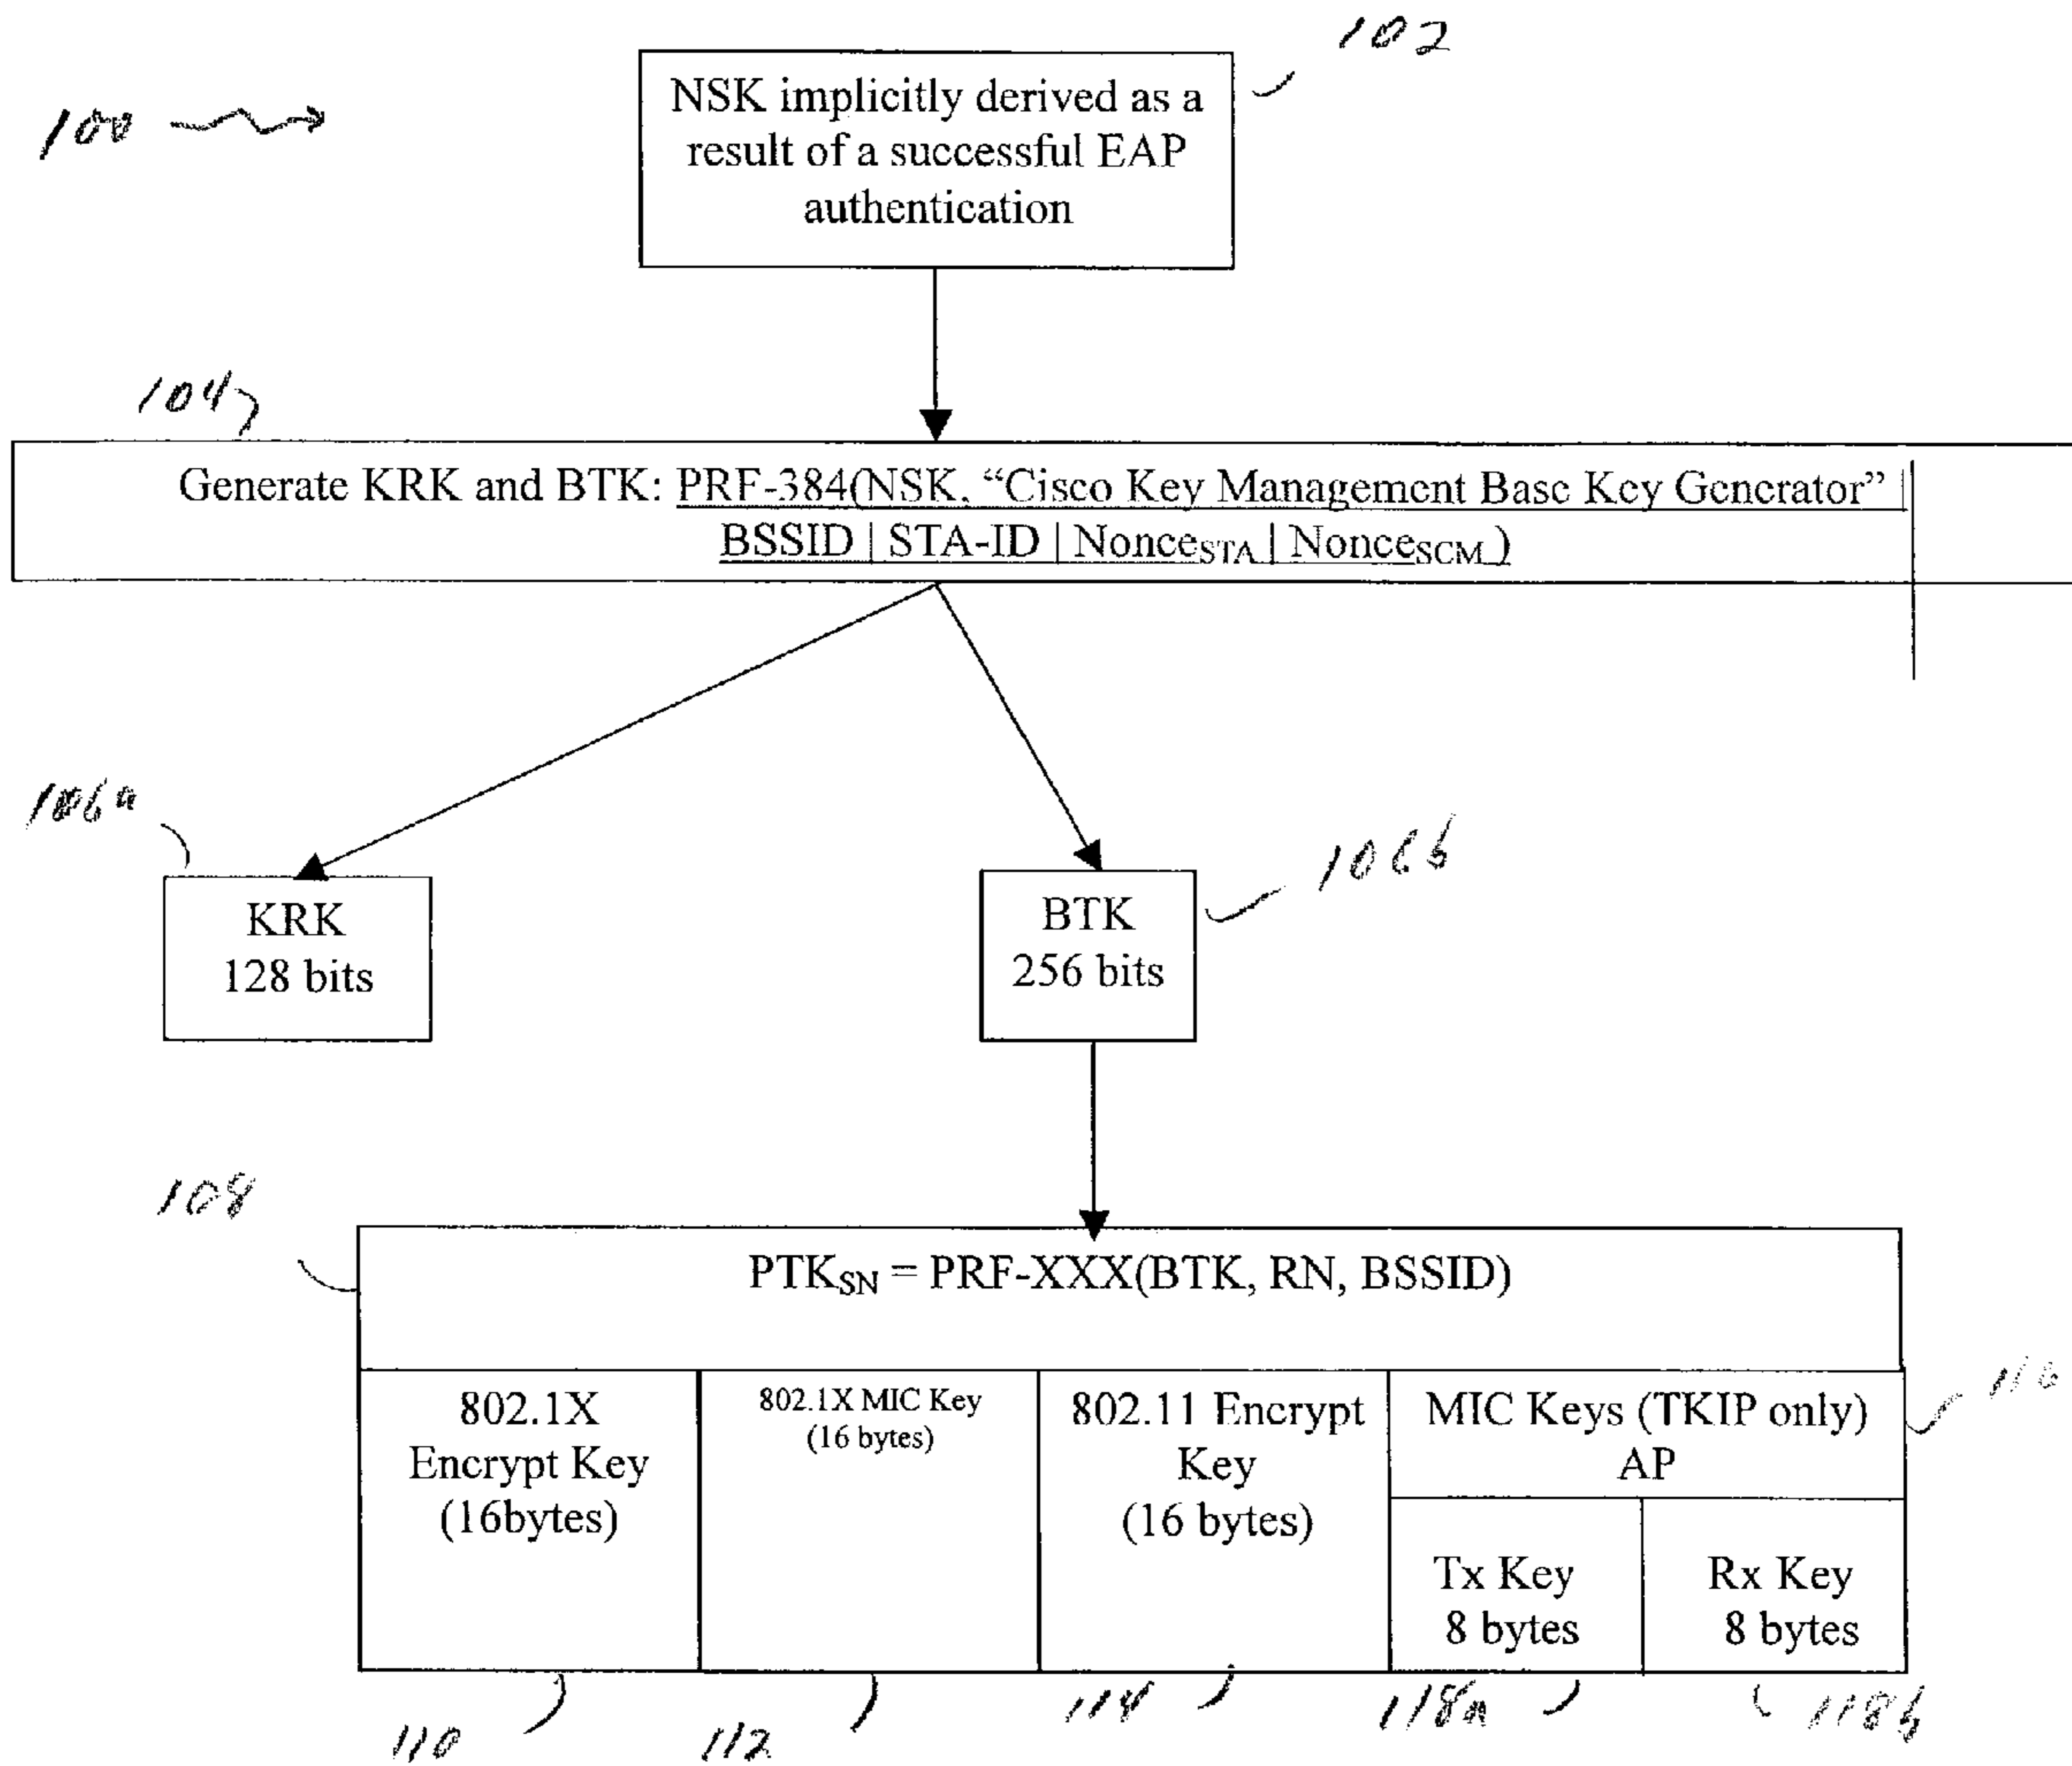 102
100
NSK implicitly derived as a
result of a successful EAP
authentication
104
Generate KRK and BTK: PRF-384(NSK, “Cisco Key Management Base Key Generator” |
BSSID | STA-ID | Nonce_STA | Nonce_SCM )
106a
106b
KRK
128 bits
BTK
256 bits
108
PTK_SN = PRF-XXX(BTK, RN, BSSID)
116
802.1X
Encrypt Key
(16bytes)
802.1X MIC Key
(16 bytes)
802.11 Encrypt
Key
(16 bytes)
MIC Keys (TKIP only)
AP
Tx Key
8 bytes
Rx Key
8 bytes
110
112
114
118a
118b